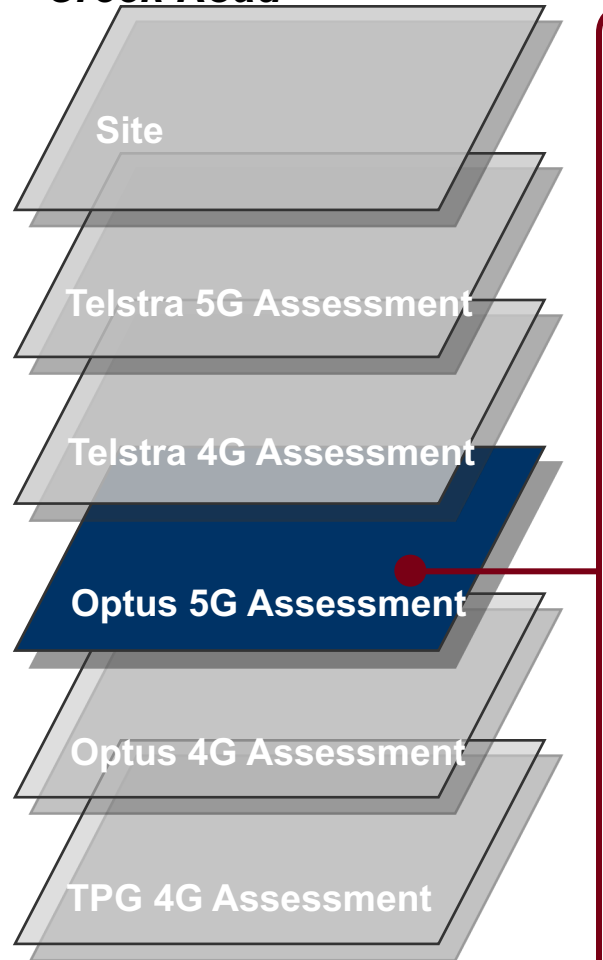 Site
Telstra 5G Assessment
Telstra 4G Assessment
Optus 5G Assessment
Optus 4G Assessment
TPG 4G Assessment